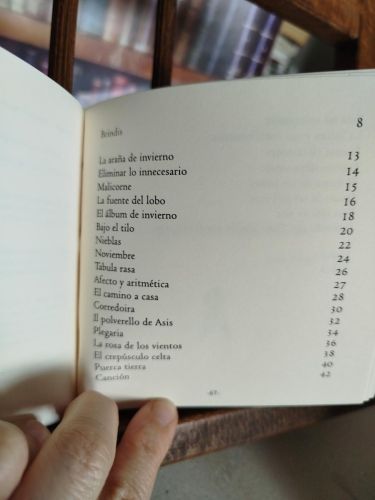 Brindis 8
La araña de invierno 13
Eliminar lo innecesario 14
Malicorne 15
La fuente del lobo 16
El álbum de invierno 18
Bajo el tilo 20
Nieblas 22
Noviembre 24
Tabula rasa 26
Afecto y aritmética 27
El camino a casa 28
Corredoira 30
Il polverello de Asis 32
Plegaria 34
La rosa de los vientos 36
El crepúsculo celta 38
Puerca tierra 40
Canción 42